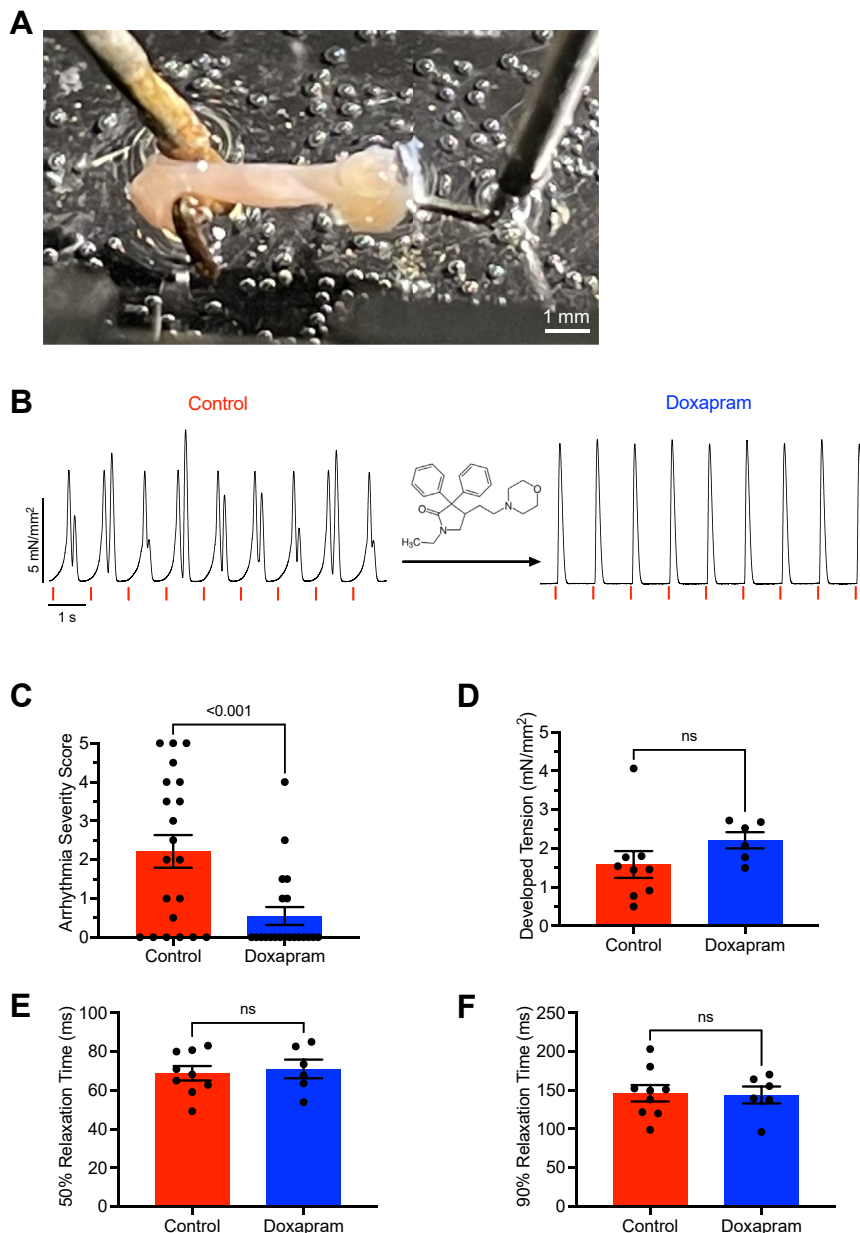 A
1 mm
B
Control
Doxapram
5 mN/mm²
O
N
O
N
H₃C
1 s
C
<0.001
Arrhythmia Severity Score
5
4
3
2
1
0
Control
Doxapram
D
ns
Developed Tension (mN/mm²)
5
4
3
2
1
0
Control
Doxapram
E
ns
50% Relaxation Time (ms)
100
80
60
40
20
0
Control
Doxapram
F
ns
90% Relaxation Time (ms)
250
200
150
100
50
0
Control
Doxapram